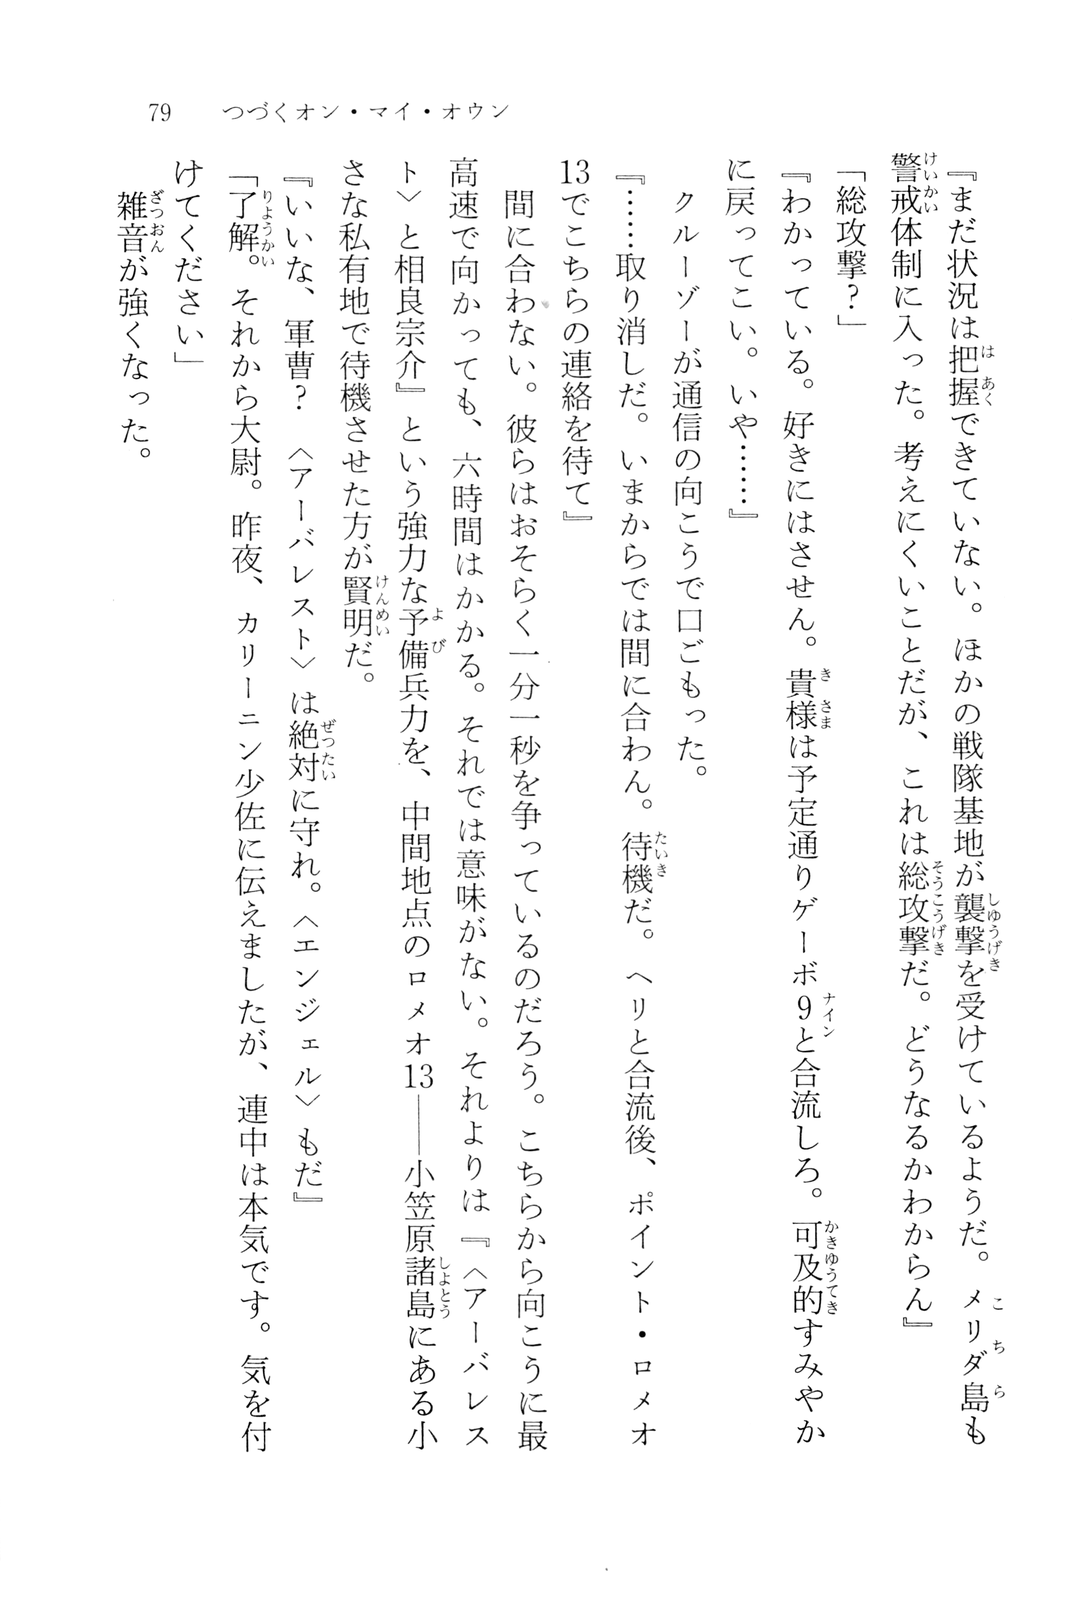 79 つづくオン・マイ・オウン
『まだ状況は把握できていない。ほかの戦隊基地が襲撃を受けているようだ。メリダ島も
警戒体制に入った。考えにくいことだが、これは総攻撃だ。どうなるかわからん』
「総攻撃？」
『わかっている。好きにはさせん。貴様は予定通りゲーボ9と合流しろ。可及的すみやか
に戻ってこい。いや……』
クルーゾーが通信の向こうで口ごもった。
『……取り消しだ。いまからでは間に合わん。待機だ。ヘリと合流後、ポイント・ロメオ
13でこちらの連絡を待て』
間に合わない。彼らはおそらく一分一秒を争っているのだろう。こちらから向こうに最
高速で向かっても、六時間はかかる。それでは意味がない。それよりは『〈アーバレス
ト〉と相良宗介』という強力な予備兵力を、中間地点のロメオ13――小笠原諸島にある小
さな私有地で待機させた方が賢明だ。
『いいな、軍曹？　〈アーバレスト〉は絶対に守れ。〈エンジェル〉もだ』
「了解。それから大尉。昨夜、カリーニン少佐に伝えましたが、連中は本気です。気を付
けてください」
雑音が強くなった。